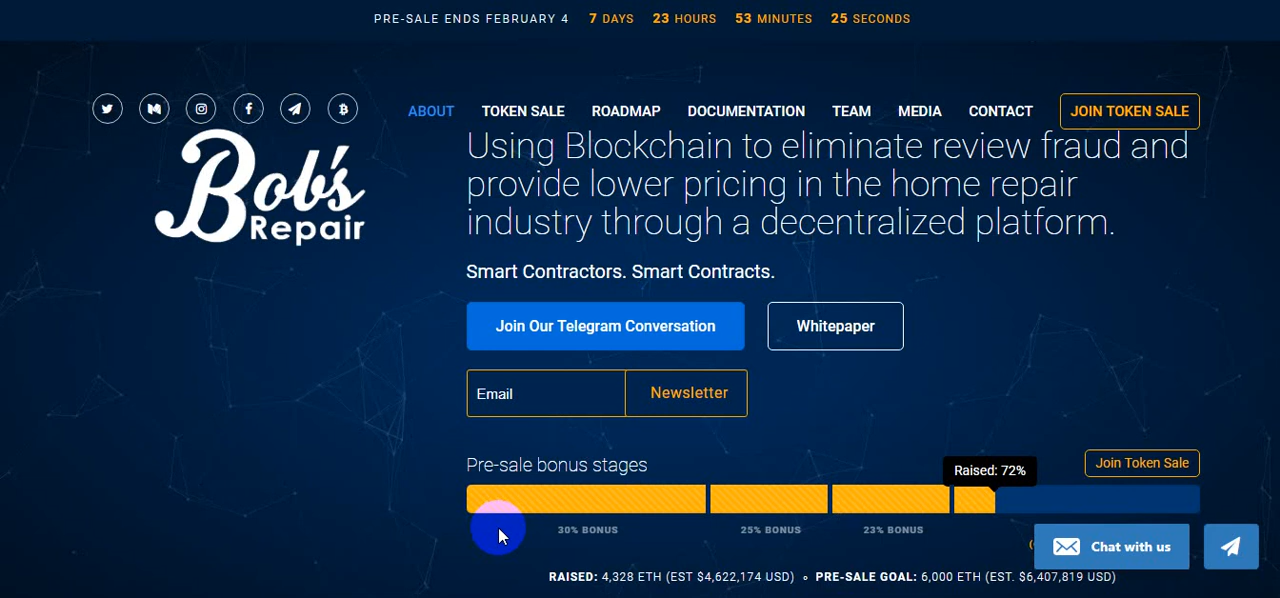 PRE-SALE ENDS FEBRUARY 4 7 DAYS 23 HOURS 53 MINUTES 25 SECONDS
ABOUT TOKEN SALE ROADMAP DOCUMENTATION TEAM MEDIA CONTACT JOIN TOKEN SALE
Bob's
Repair
Using Blockchain to eliminate review fraud and
provide lower pricing in the home repair
industry through a decentralized platform.
Smart Contractors. Smart Contracts.
Join Our Telegram Conversation Whitepaper
Email Newsletter
Pre-sale bonus stages Join Token Sale
Raised: 72%
30% BONUS 25% BONUS 23% BONUS
Chat with us
RAISED: 4,328 ETH (EST $4,622,174 USD) ∘ PRE-SALE GOAL: 6,000 ETH (EST. $6,407,819 USD)